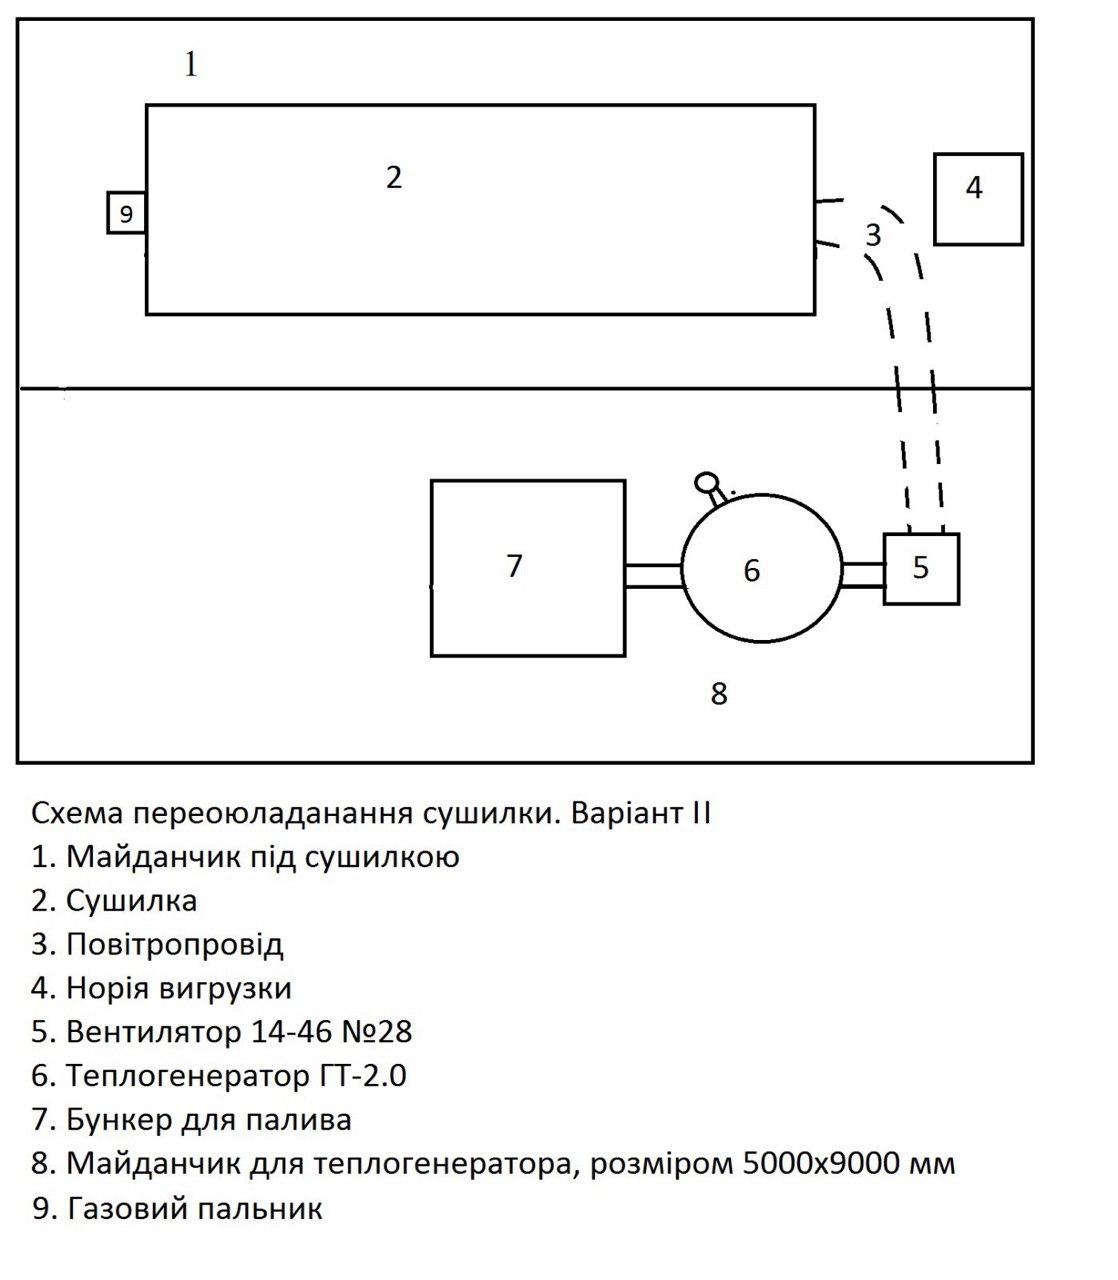 1
2
9
4
3
7
6
5
8
Схема переоюладанання сушилки. Варіант II
1. Майданчик під сушилкою
2. Сушилка
3. Повітропровід
4. Норія вигрузки
5. Вентилятор 14-46 №28
6. Теплогенератор ГТ-2.0
7. Бункер для палива
8. Майданчик для теплогенератора, розміром 5000х9000 мм
9. Газовий пальник